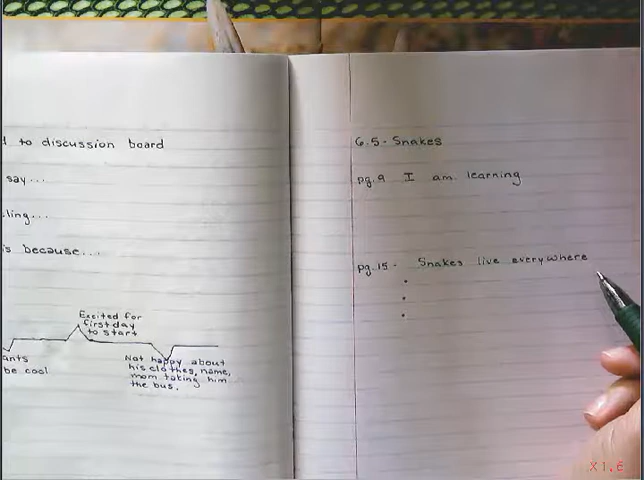 to discussion board
say...
ling...
is because...
Excited for
first day
to start
ants
be cool
Not happy about
his clothes, name,
mom taking him
the bus.
6.5 - Snakes
pg. 9 I am learning
pg. 15 - Snakes live everywhere
•
•
•